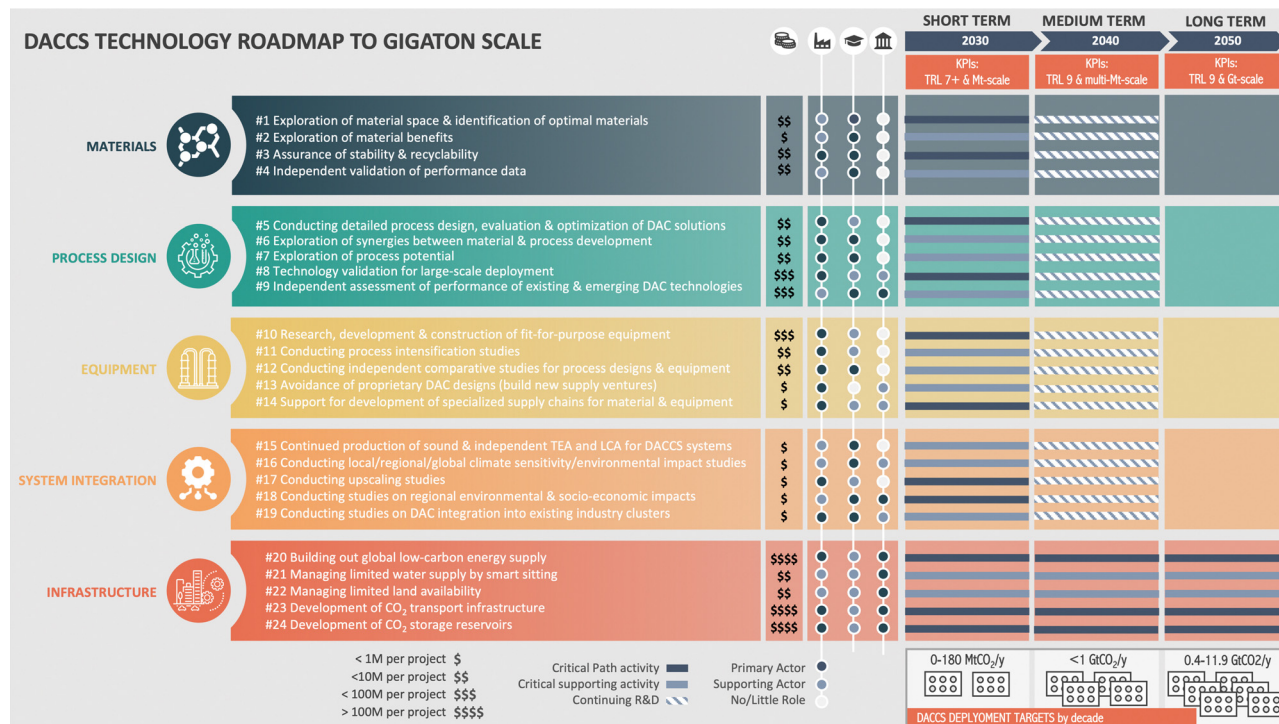 DACCS TECHNOLOGY ROADMAP TO GIGATON SCALE
SHORT TERM
MEDIUM TERM
LONG TERM
2030
2040
2050
KPIs:
TRL 7+ & Mt-scale
KPIs:
TRL 9 & multi-Mt-scale
KPIs:
TRL 9 & Gt-scale
MATERIALS
#1 Exploration of material space & identification of optimal materials $$
#2 Exploration of material benefits $
#3 Assurance of stability & recyclability $$
#4 Independent validation of performance data $$
PROCESS DESIGN
#5 Conducting detailed process design, evaluation & optimization of DAC solutions $$
#6 Exploration of synergies between material & process development $$
#7 Exploration of process potential $$
#8 Technology validation for large-scale deployment $$$
#9 Independent assessment of performance of existing & emerging DAC technologies $$$
EQUIPMENT
#10 Research, development & construction of fit-for-purpose equipment $$$
#11 Conducting process intensification studies $$
#12 Conducting independent comparative studies for process designs & equipment $$
#13 Avoidance of proprietary DAC designs (build new supply ventures) $
#14 Support for development of specialized supply chains for material & equipment $
SYSTEM INTEGRATION
#15 Continued production of sound & independent TEA and LCA for DACCS systems $
#16 Conducting local/regional/global climate sensitivity/environmental impact studies $
#17 Conducting upscaling studies $
#18 Conducting studies on regional environmental & socio-economic impacts $
#19 Conducting studies on DAC integration into existing industry clusters $
INFRASTRUCTURE
#20 Building out global low-carbon energy supply $$$$
#21 Managing limited water supply by smart sitting $$
#22 Managing limited land availability $$
#23 Development of CO₂ transport infrastructure $$$$
#24 Development of CO₂ storage reservoirs $$$$
< 1M per project $
<10M per project $$
< 100M per project $$$
> 100M per project $$$$
Critical Path activity
Critical supporting activity
Continuing R&D
Primary Actor
Supporting Actor
No/Little Role
0-180 MtCO₂/y
<1 GtCO₂/y
0.4-11.9 GtCO2/y
DACCS DEPLYOMENT TARGETS by decade